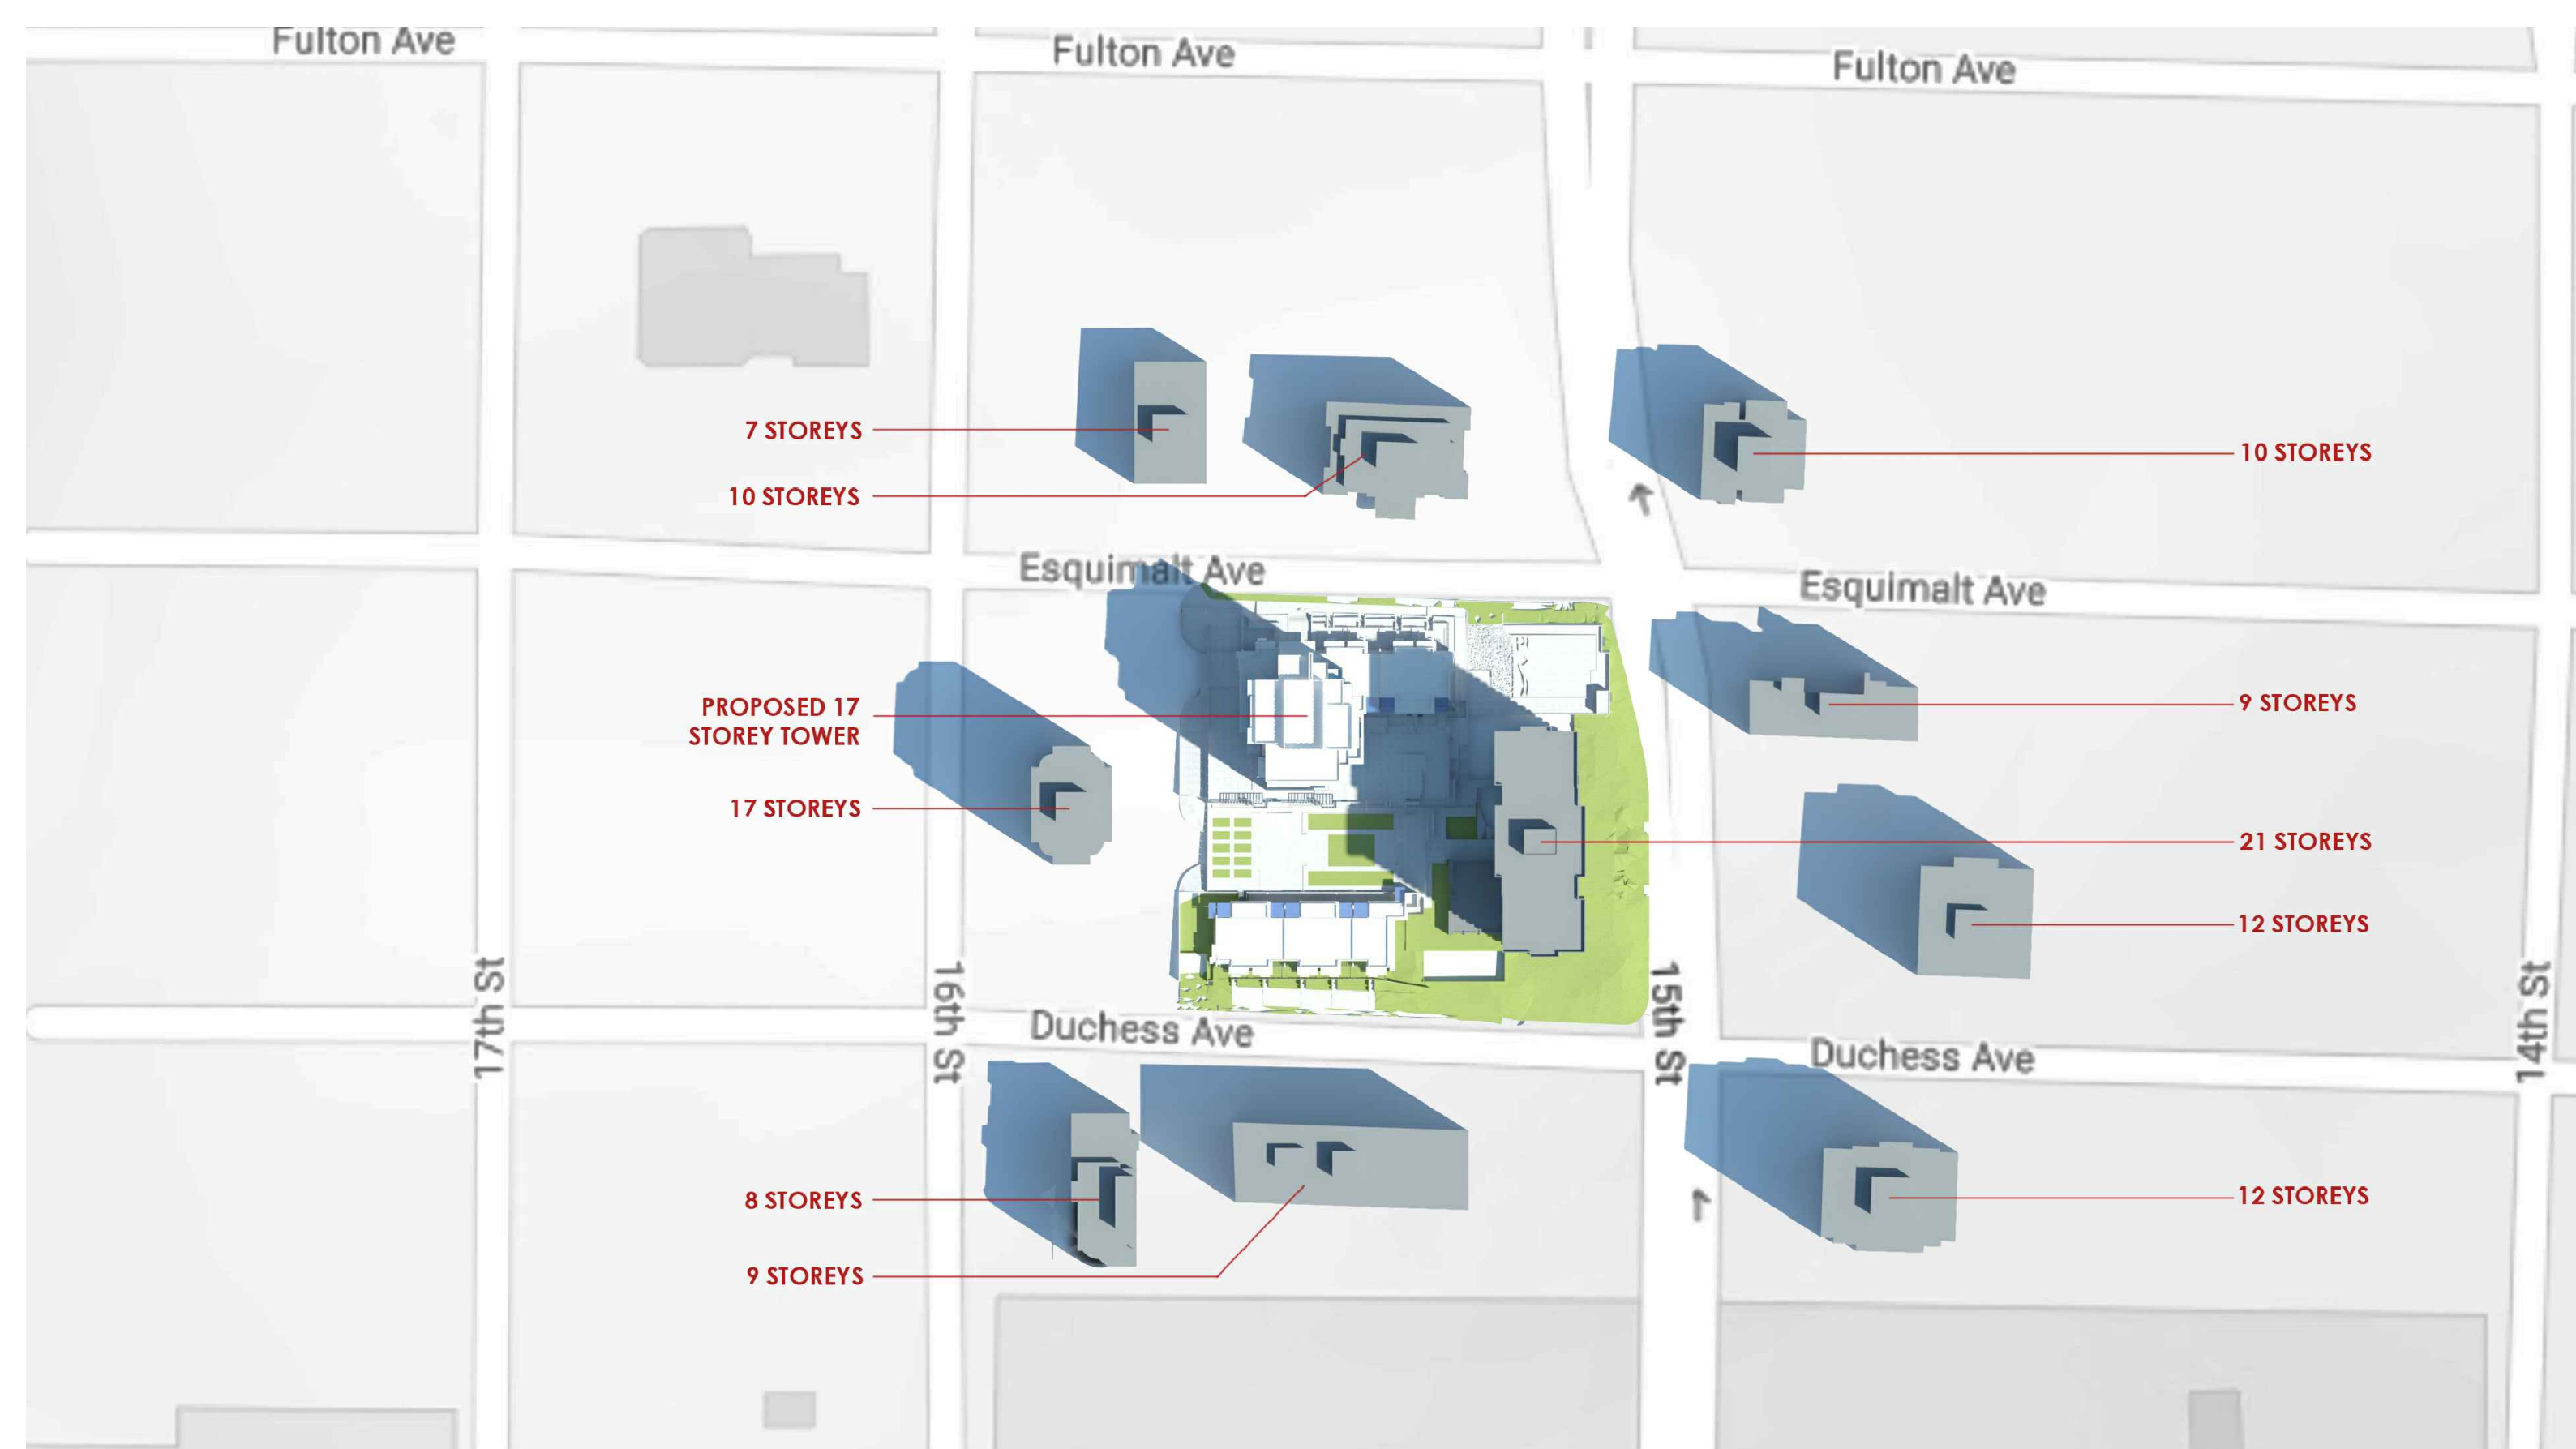 Fulton Ave
Fulton Ave
Fulton Ave
7 STOREYS
10 STOREYS
10 STOREYS
Esquimalt Ave
Esquimalt Ave
PROPOSED 17
STOREY TOWER
9 STOREYS
17 STOREYS
21 STOREYS
12 STOREYS
17th St
16th St
15th St
14th St
Duchess Ave
Duchess Ave
8 STOREYS
12 STOREYS
9 STOREYS